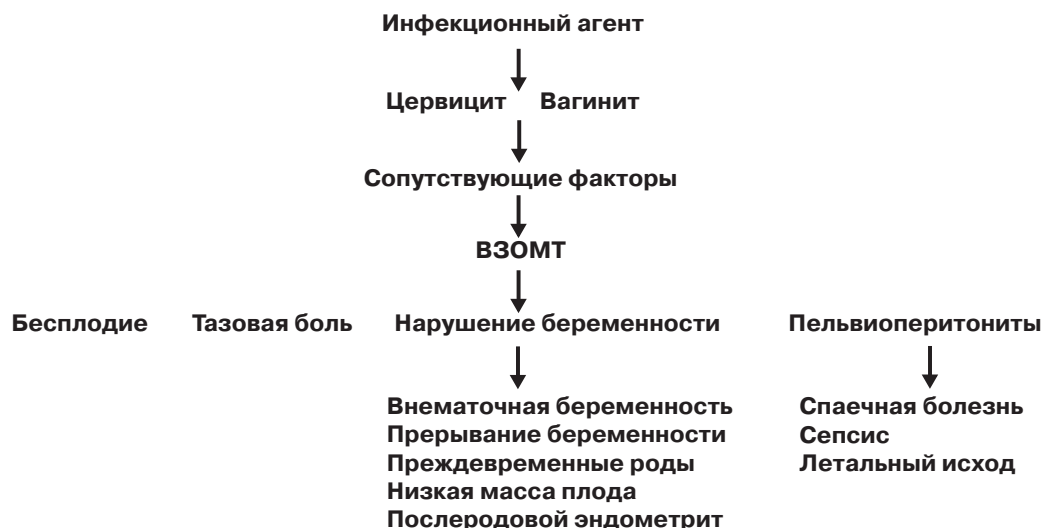 Инфекционный агент
Цервицит Вагинит
Сопутствующие факторы
ВЗОМТ
Бесплодие Тазовая боль Нарушение беременности Пельвиоперитониты
Внематочная беременность Спаечная болезнь
Прерывание беременности Сепсис
Преждевременные роды Летальный исход
Низкая масса плода
Послеродовой эндометрит